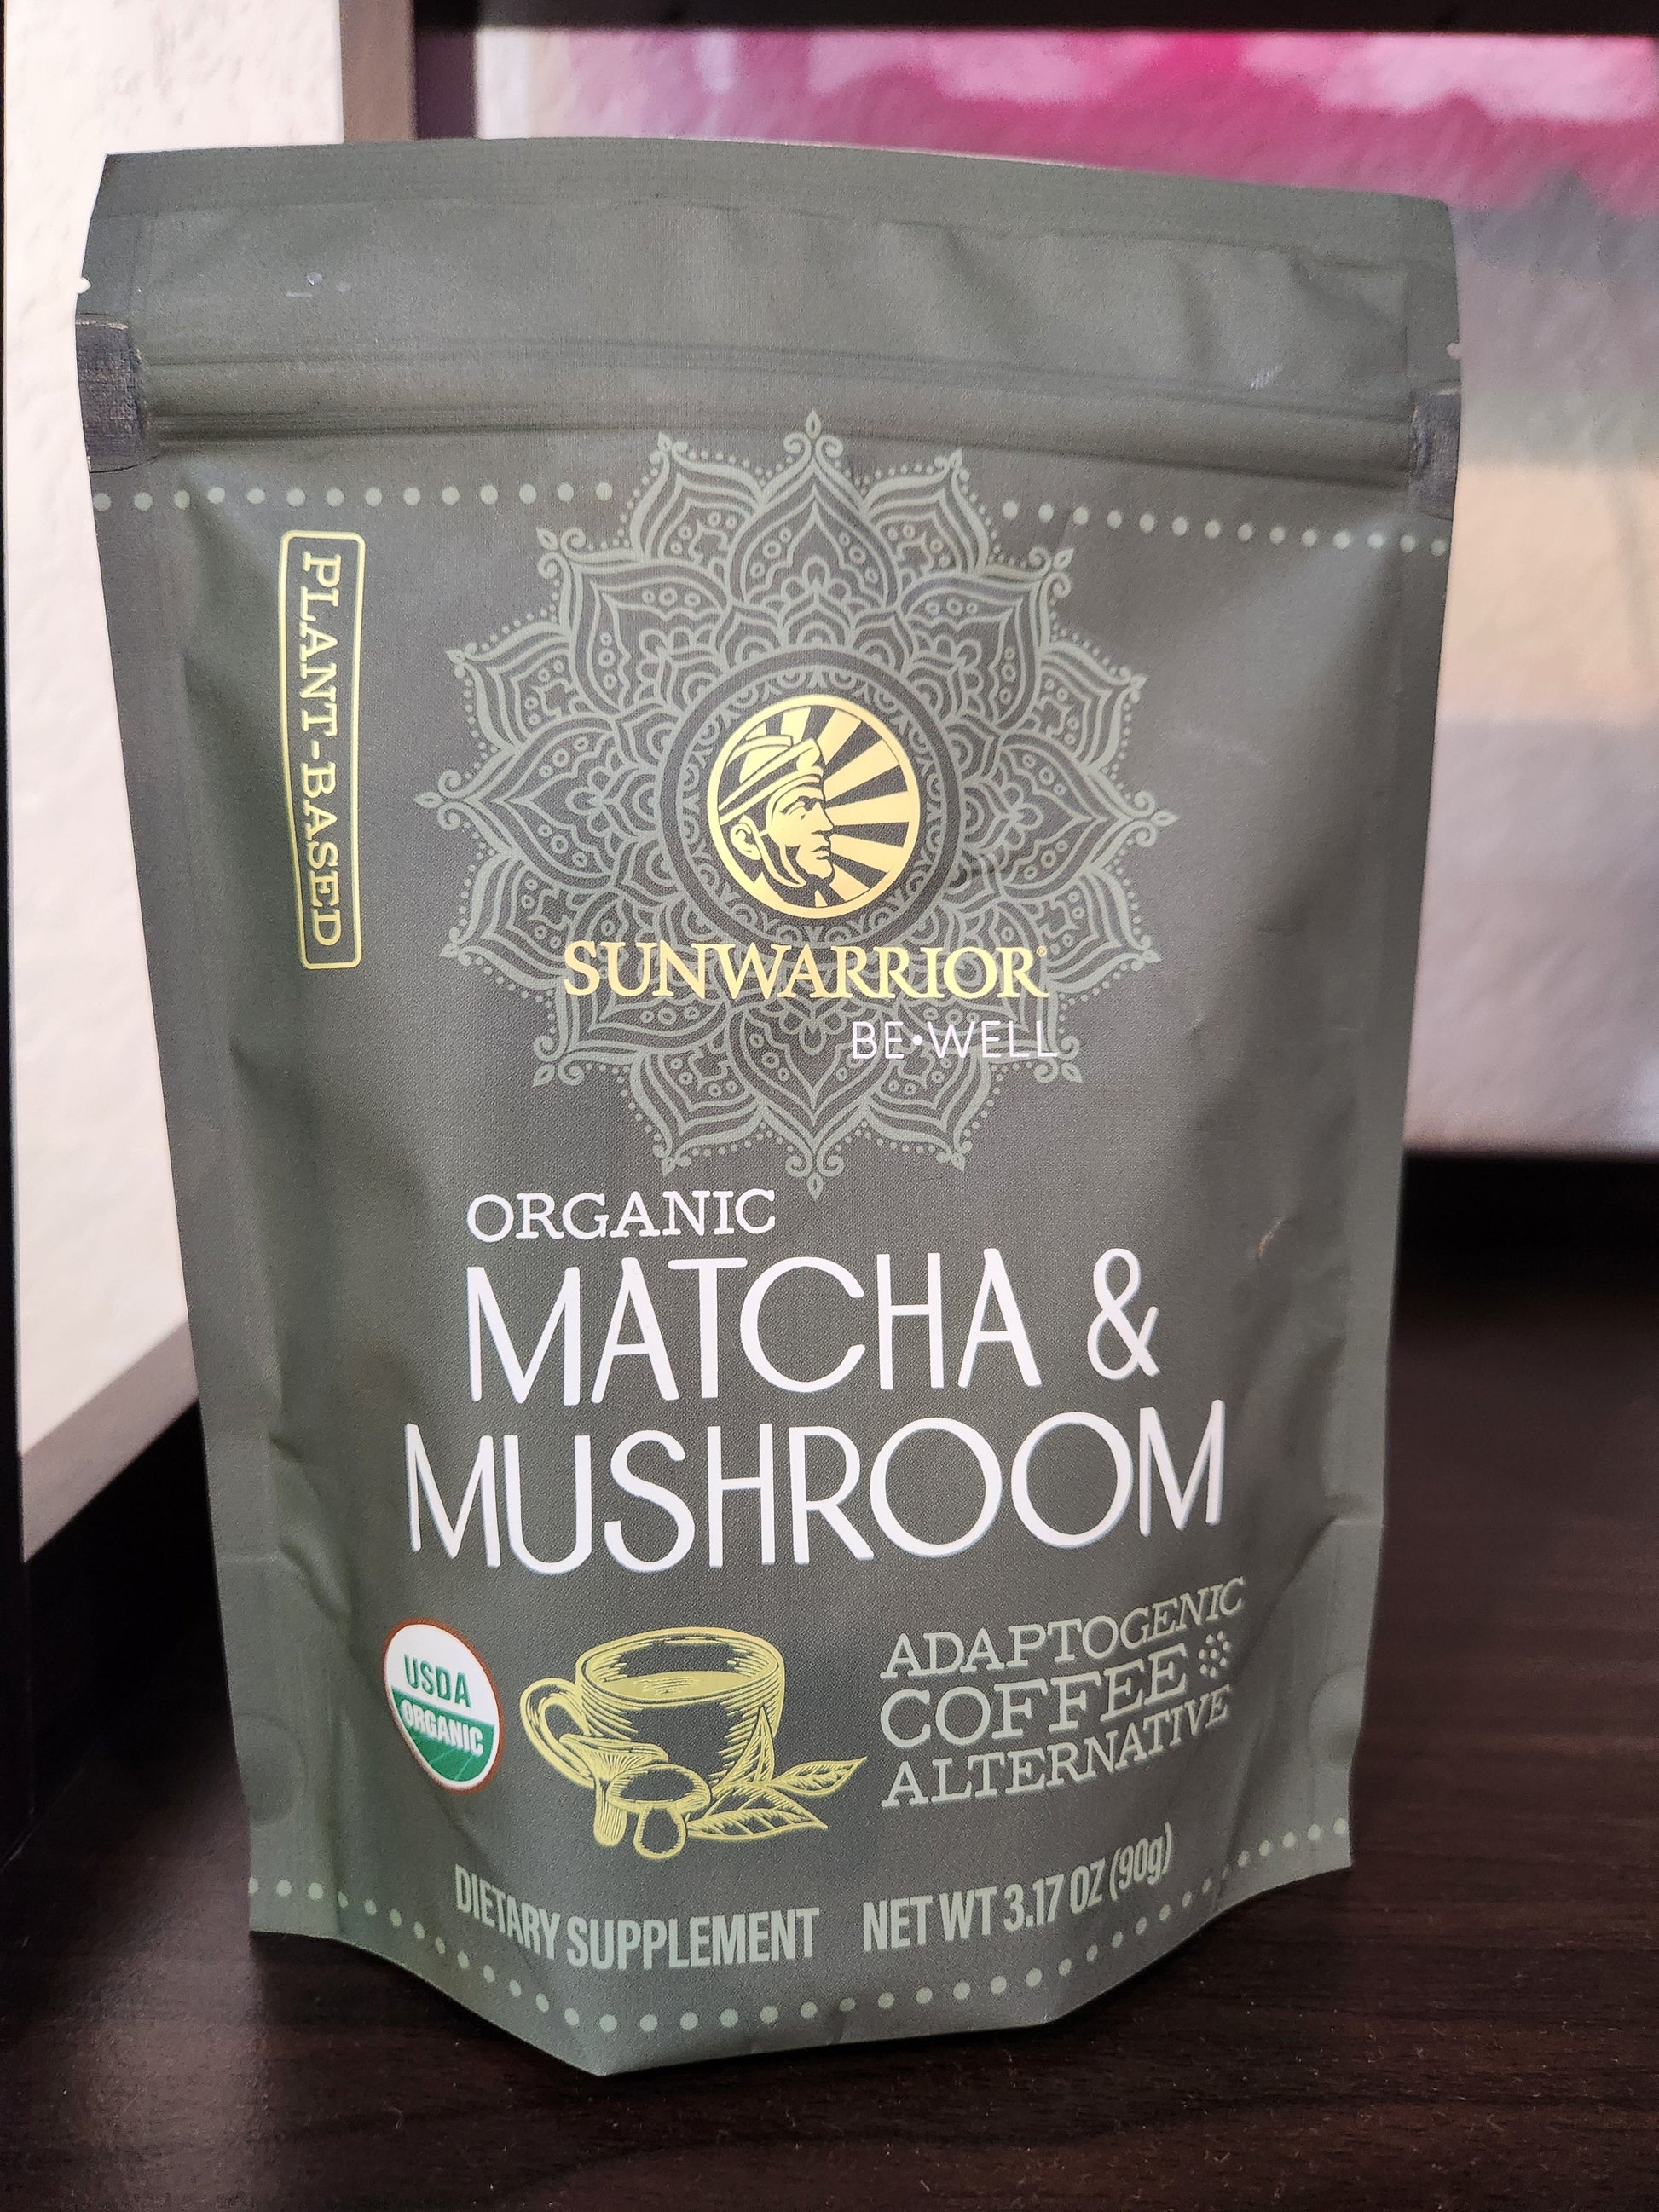 PLANT-BASED
SUNWARRIOR®
BE•WELL
ORGANIC
MATCHA &
MUSHROOM
USDA
ORGANIC
ADAPTOGENIC
COFFEE
ALTERNATIVE
DIETARY SUPPLEMENT NET WT 3.17 OZ (90g)